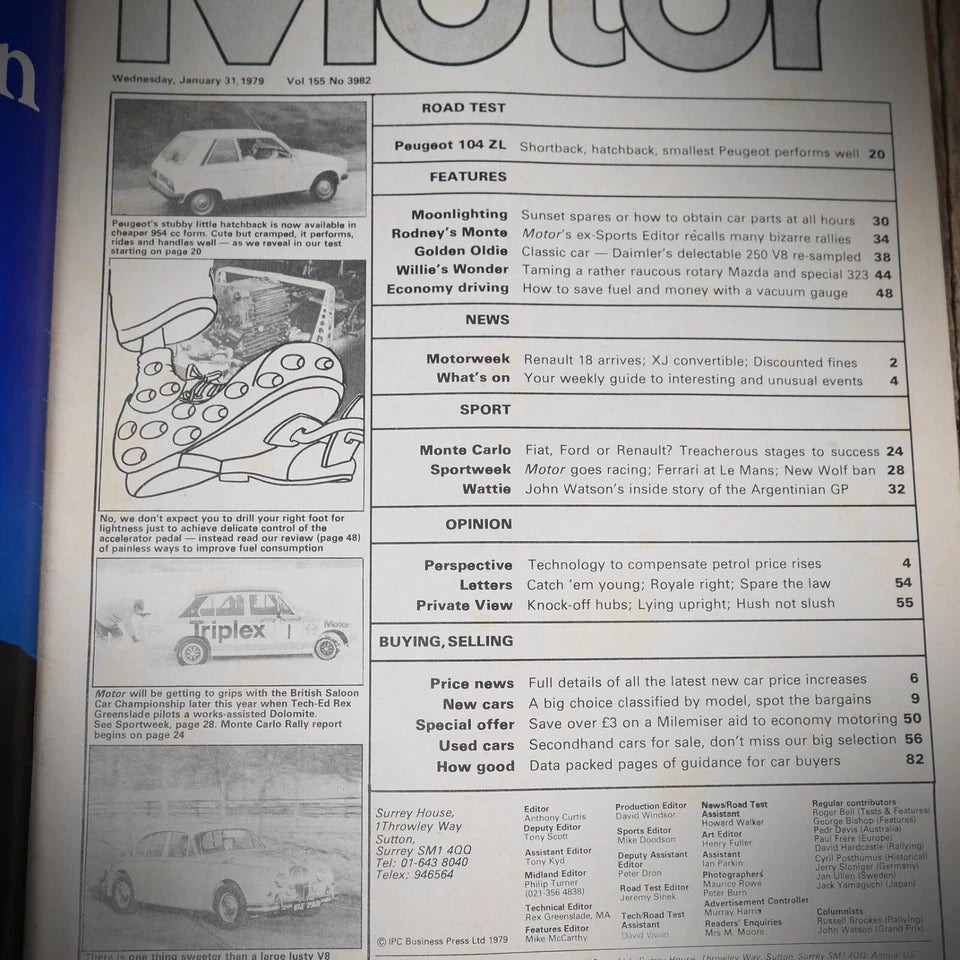 n
Motor
Wednesday, January 31, 1979 Vol 155 No 3982
Peugeot's stubby little hatchback is now available in
cheaper 954 cc form. Cute but cramped, it performs,
rides and handles well — as we reveal in our test
starting on page 20
No, we don't expect you to drill your right foot for
lightness just to achieve delicate control of the
accelerator pedal — instead read our review (page 48)
of painless ways to improve fuel consumption
Triplex 1 Motor
Motor will be getting to grips with the British Saloon
Car Championship later this year when Tech-Ed Rex
Greenslade pilots a works-assisted Dolomite.
See Sportweek, page 28. Monte Carlo Rally report
begins on page 24
There is one thing sweeter than a large lusty V8
ROAD TEST
Peugeot 104 ZL Shortback, hatchback, smallest Peugeot performs well 20
FEATURES
Moonlighting Sunset spares or how to obtain car parts at all hours 30
Rodney's Monte Motor's ex-Sports Editor recalls many bizarre rallies 34
Golden Oldie Classic car — Daimler's delectable 250 V8 re-sampled 38
Willie's Wonder Taming a rather raucous rotary Mazda and special 323 44
Economy driving How to save fuel and money with a vacuum gauge 48
NEWS
Motorweek Renault 18 arrives; XJ convertible; Discounted fines 2
What's on Your weekly guide to interesting and unusual events 4
SPORT
Monte Carlo Fiat, Ford or Renault? Treacherous stages to success 24
Sportweek Motor goes racing; Ferrari at Le Mans; New Wolf ban 28
Wattie John Watson's inside story of the Argentinian GP 32
OPINION
Perspective Technology to compensate petrol price rises 4
Letters Catch 'em young; Royale right; Spare the law 54
Private View Knock-off hubs; Lying upright; Hush not slush 55
BUYING, SELLING
Price news Full details of all the latest new car price increases 6
New cars A big choice classified by model, spot the bargains 9
Special offer Save over £3 on a Milemiser aid to economy motoring 50
Used cars Secondhand cars for sale, don't miss our big selection 56
How good Data packed pages of guidance for car buyers 82
Surrey House,
1Throwley Way
Sutton,
Surrey SM1 4QQ
Tel: 01-643 8040
Telex: 946564
© IPC Business Press Ltd 1979
Editor
Anthony Curtis
Deputy Editor
Tony Scott
Assistant Editor
Tony Kyd
Midland Editor
Philip Turner
(021-356 4838)
Technical Editor
Rex Greenslade, MA
Features Editor
Mike McCarthy
Production Editor
David Windsor
Sports Editor
Mike Doodson
Deputy Assistant
Editor
Peter Dron
Road Test Editor
Jeremy Sinek
Tech/Road Test
Assistant
David Vivian
News/Road Test
Assistant
Howard Walker
Art Editor
Henry Fuller
Assistant
Ian Parkin
Photographers
Maurice Rowe
Peter Burn
Advertisement Controller
Murray Harris
Readers' Enquiries
Mrs M. Moore
Regular contributors
Roger Bell (Tests & Features)
George Bishop (Features)
Pedr Davis (Australia)
Paul Frere (Europe)
David Hardcastle (Rallying)
Cyril Posthumus (Historical)
Jerry Sloniger (Germany)
Jan Ullen (Sweden)
Jack Yamaguchi (Japan)
Columnists
Russell Brookes (Rallying)
John Watson (Grand Prix)
Surrey House, Throwley Way, Sutton, Surrey SM1 4QQ. Annual